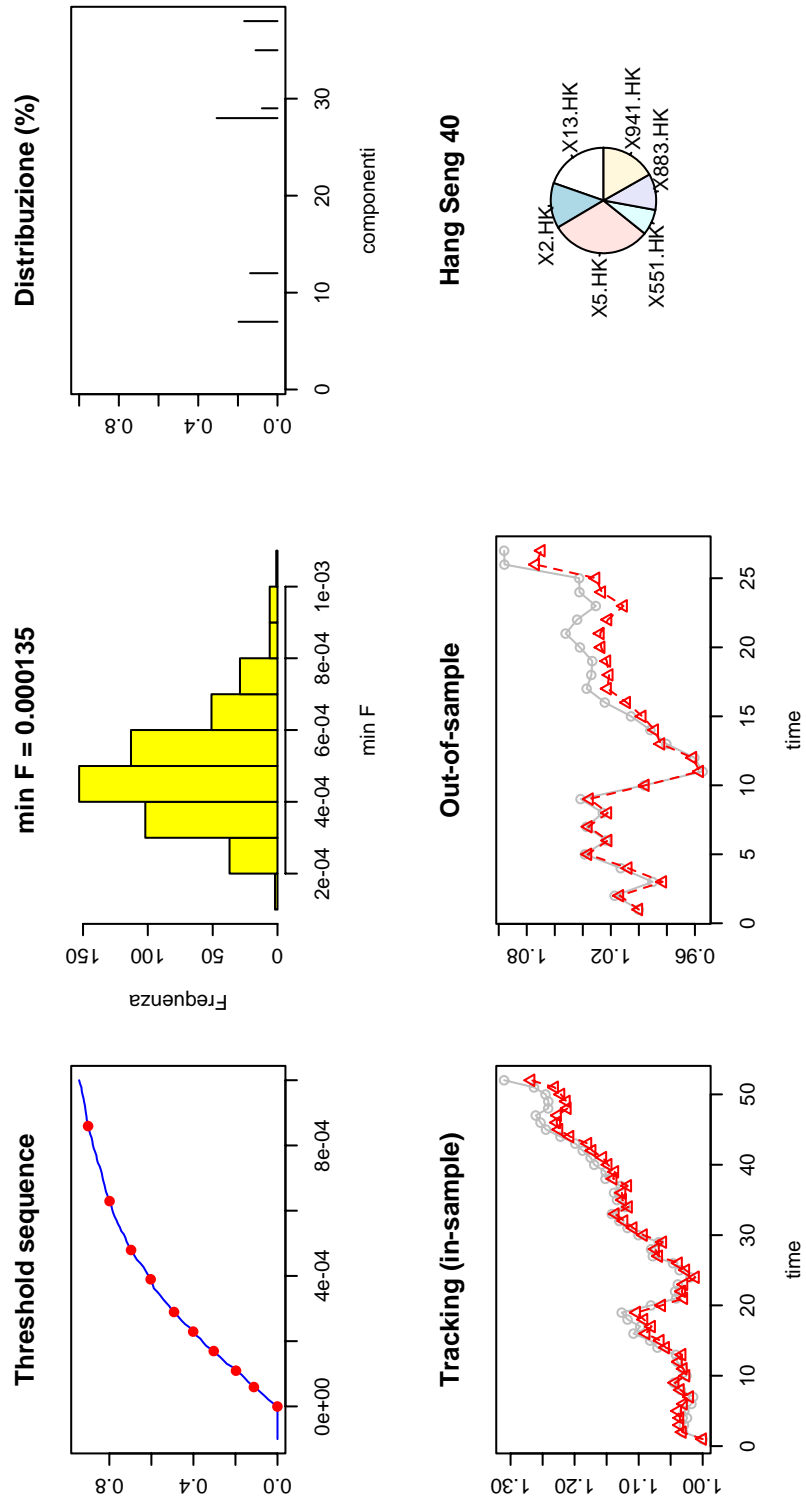 Threshold sequence
0.0 0.4 0.8
0e+00 4e-04 8e-04
min F = 0.000135
Frequenza
0 50 100 150
2e-04 4e-04 6e-04 8e-04 1e-03
min F
Distribuzione (%)
0.0 0.4 0.8
0 10 20 30
componenti
Tracking (in-sample)
1.00 1.10 1.20 1.30
0 10 20 30 40 50
time
Out-of-sample
0.96 1.02 1.08
0 5 10 15 20 25
time
Hang Seng 40
X13.HK
X2.HK
X5.HK
X551.HK
X883.HK
X941.HK